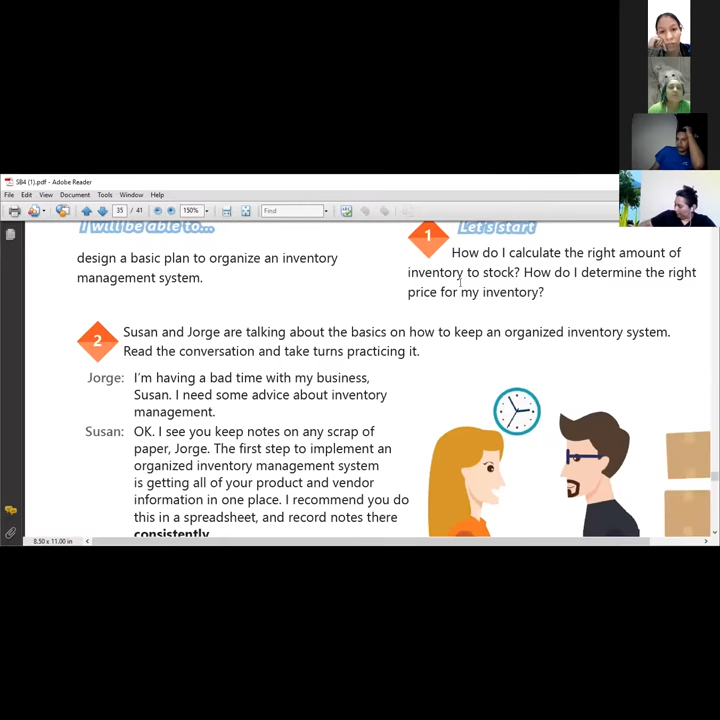 SB4 (1).pdf - Adobe Reader
File Edit View Document Tools Window Help
35 / 41 150% Find
I will be able to...
design a basic plan to organize an inventory
management system.
1 Let's start
How do I calculate the right amount of
inventory to stock? How do I determine the right
price for my inventory?
2 Susan and Jorge are talking about the basics on how to keep an organized inventory system.
Read the conversation and take turns practicing it.
Jorge: I'm having a bad time with my business,
Susan. I need some advice about inventory
management.
Susan: OK. I see you keep notes on any scrap of
paper, Jorge. The first step to implement an
organized inventory management system
is getting all of your product and vendor
information in one place. I recommend you do
this in a spreadsheet, and record notes there
consistently
8.50 x 11.00 in